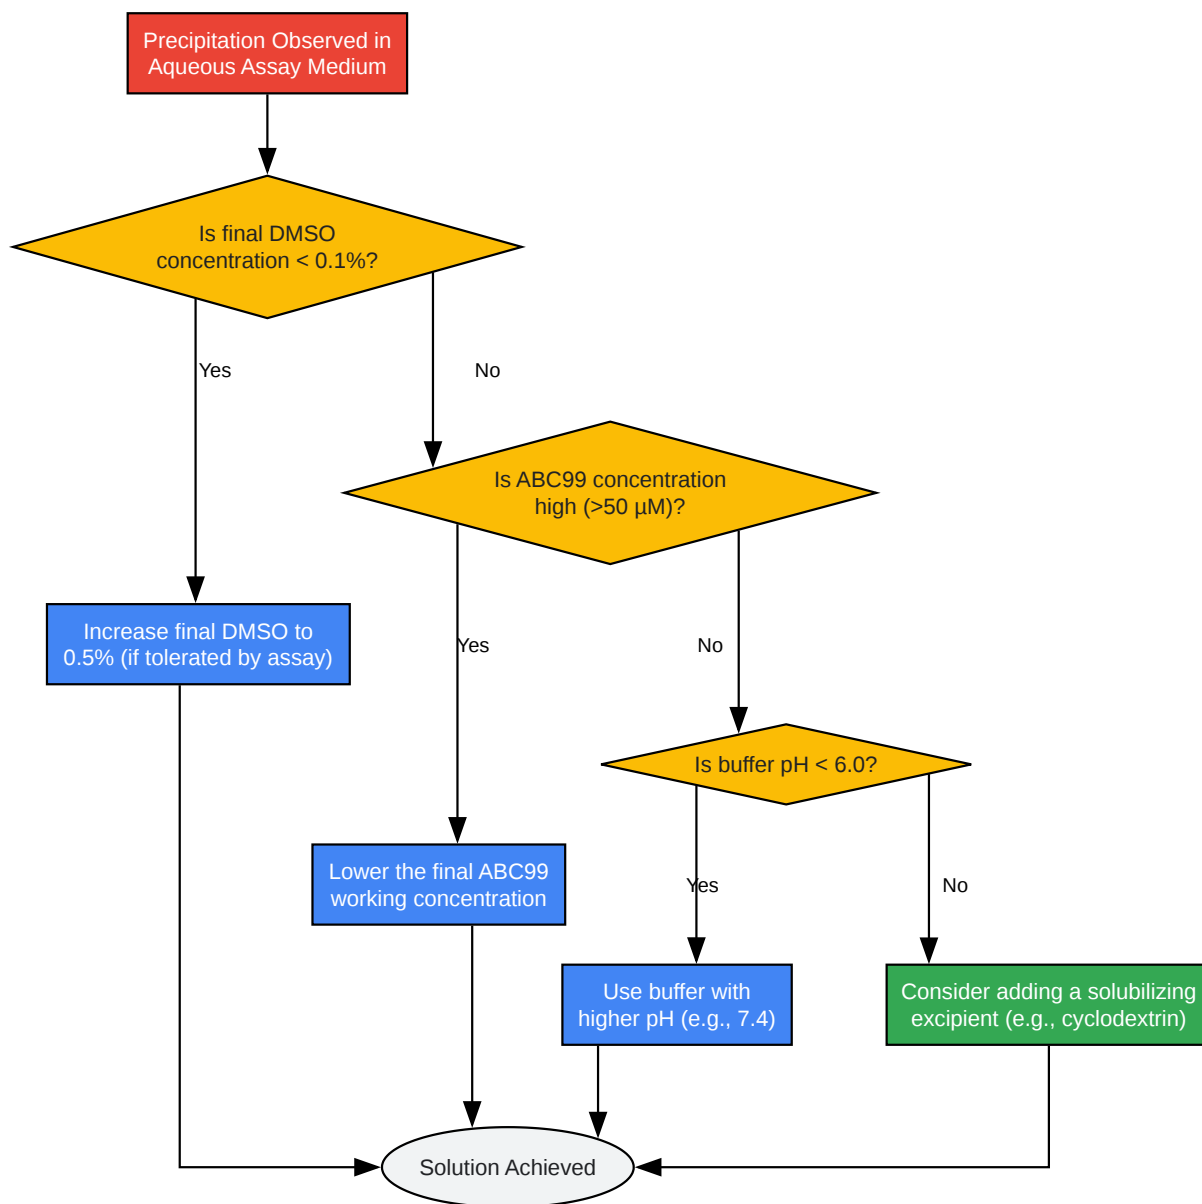 Precipitation Observed in
Aqueous Assay Medium
Is final DMSO
concentration < 0.1%?
Yes
No
Is ABC99 concentration
high (>50 µM)?
Increase final DMSO to
0.5% (if tolerated by assay)
Yes
No
Is buffer pH < 6.0?
Lower the final ABC99
working concentration
Yes
No
Use buffer with
higher pH (e.g., 7.4)
Consider adding a solubilizing
excipient (e.g., cyclodextrin)
Solution Achieved